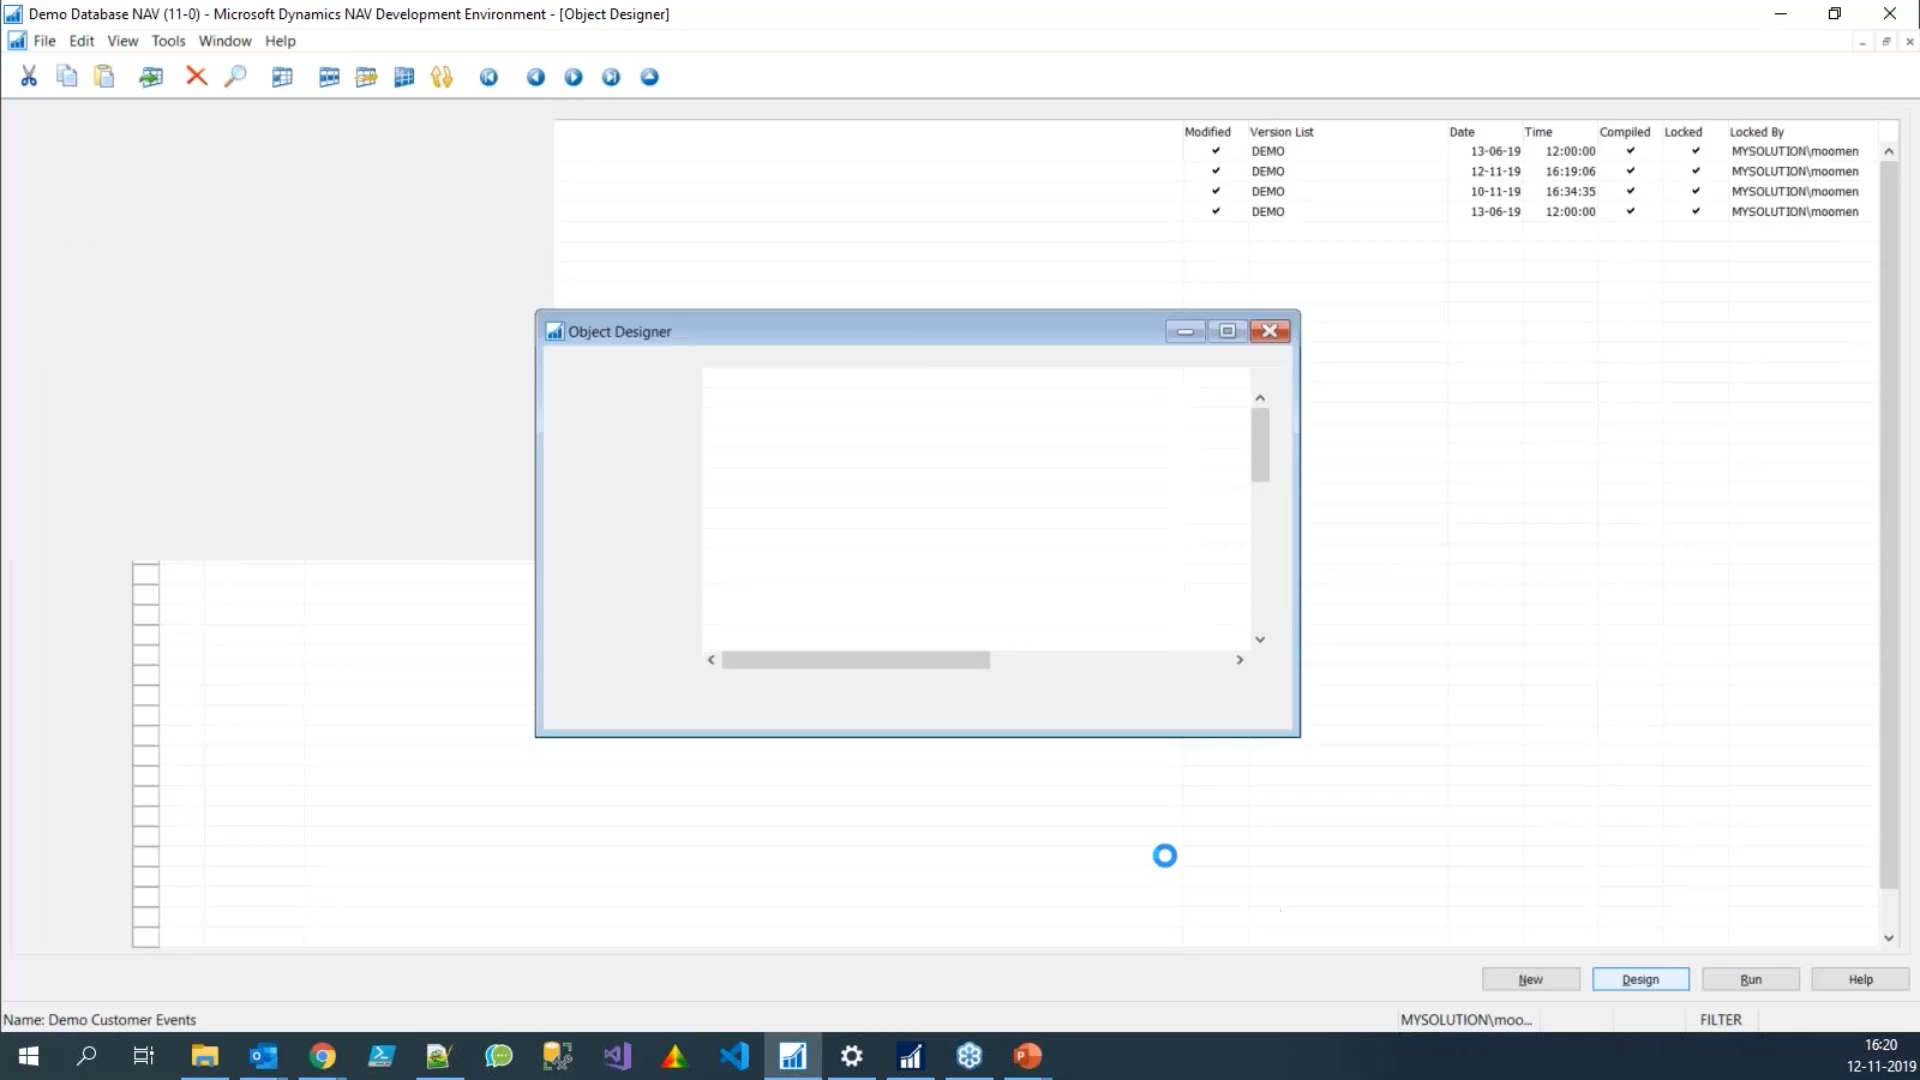 Demo Database NAV (11-0) - Microsoft Dynamics NAV Development Environment - [Object Designer]
File Edit View Tools Window Help
Modified Version List Date Time Compiled Locked Locked By
DEMO 13-06-19 12:00:00 MYSOLUTION\moomen
DEMO 12-11-19 16:19:06 MYSOLUTION\moomen
DEMO 10-11-19 16:34:35 MYSOLUTION\moomen
DEMO 13-06-19 12:00:00 MYSOLUTION\moomen
Object Designer
New Design Run Help
Name: Demo Customer Events MYSOLUTION\moo... FILTER
16:20
12-11-2019